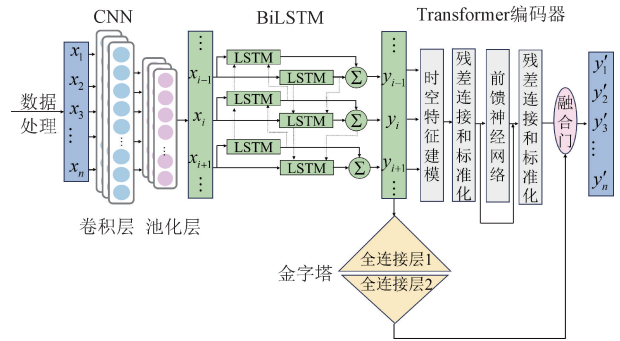 CNN
BiLSTM
Transformer编码器
数据
处理
x₁
x₂
x₃
⋮
xₙ
⋮
卷积层
⋮
池化层
⋮
xᵢ₋₁
xᵢ
xᵢ₊₁
⋮
LSTM
LSTM
Σ
LSTM
LSTM
Σ
LSTM
LSTM
Σ
⋮
yᵢ₋₁
yᵢ
yᵢ₊₁
⋮
时空特征建模
残差连接和标准化
前馈神经网络
残差连接和标准化
融合门
y′₁
y′₂
y′₃
⋮
y′ₙ
金字塔
全连接层1
全连接层2